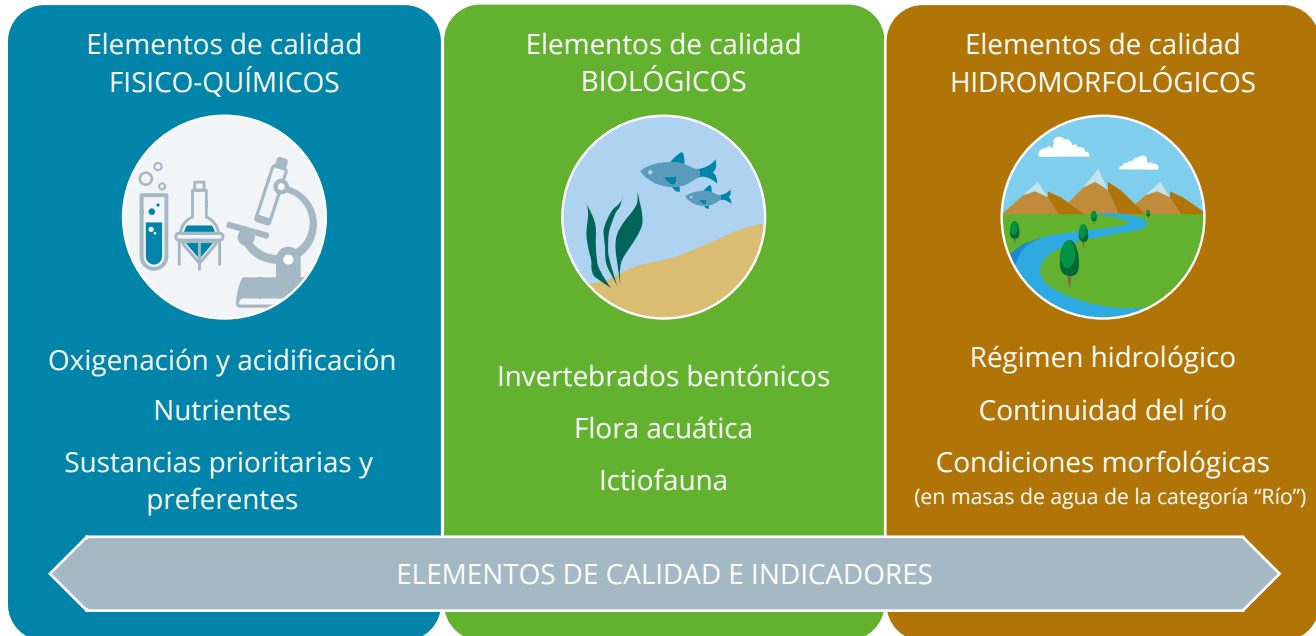 Elementos de calidad
FISICO-QUÍMICOS
Oxigenación y acidificación
Nutrientes
Sustancias prioritarias y
preferentes
Elementos de calidad
BIOLÓGICOS
Invertebrados bentónicos
Flora acuática
Ictiofauna
Elementos de calidad
HIDROMORFOLÓGICOS
Régimen hidrológico
Continuidad del río
Condiciones morfológicas
(en masas de agua de la categoría “Río”)
ELEMENTOS DE CALIDAD E INDICADORES